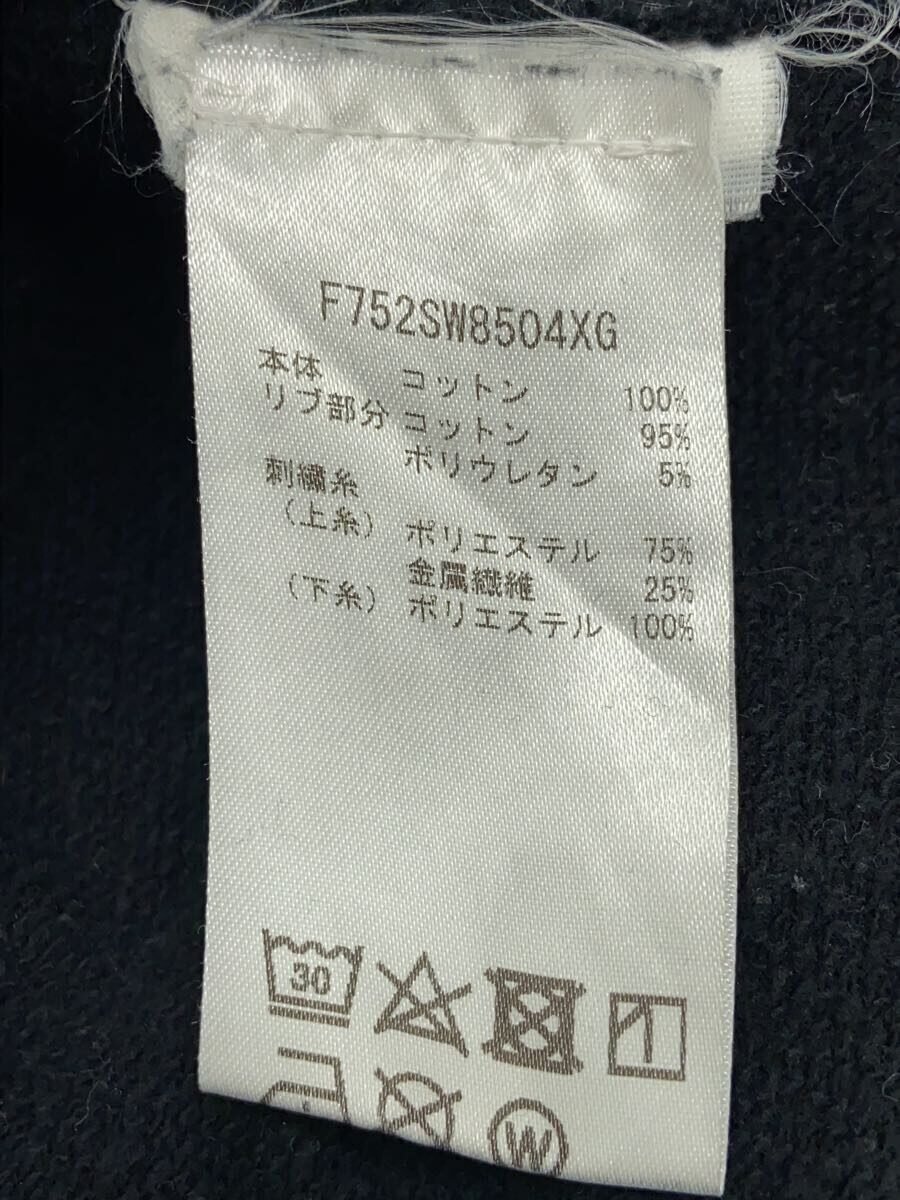 F752SW8504XG
本体 コットン 100%
リブ部分 コットン 95%
ポリウレタン 5%
刺繍糸
(上糸) ポリエステル 75%
金属繊維 25%
(下糸) ポリエステル 100%
30
W